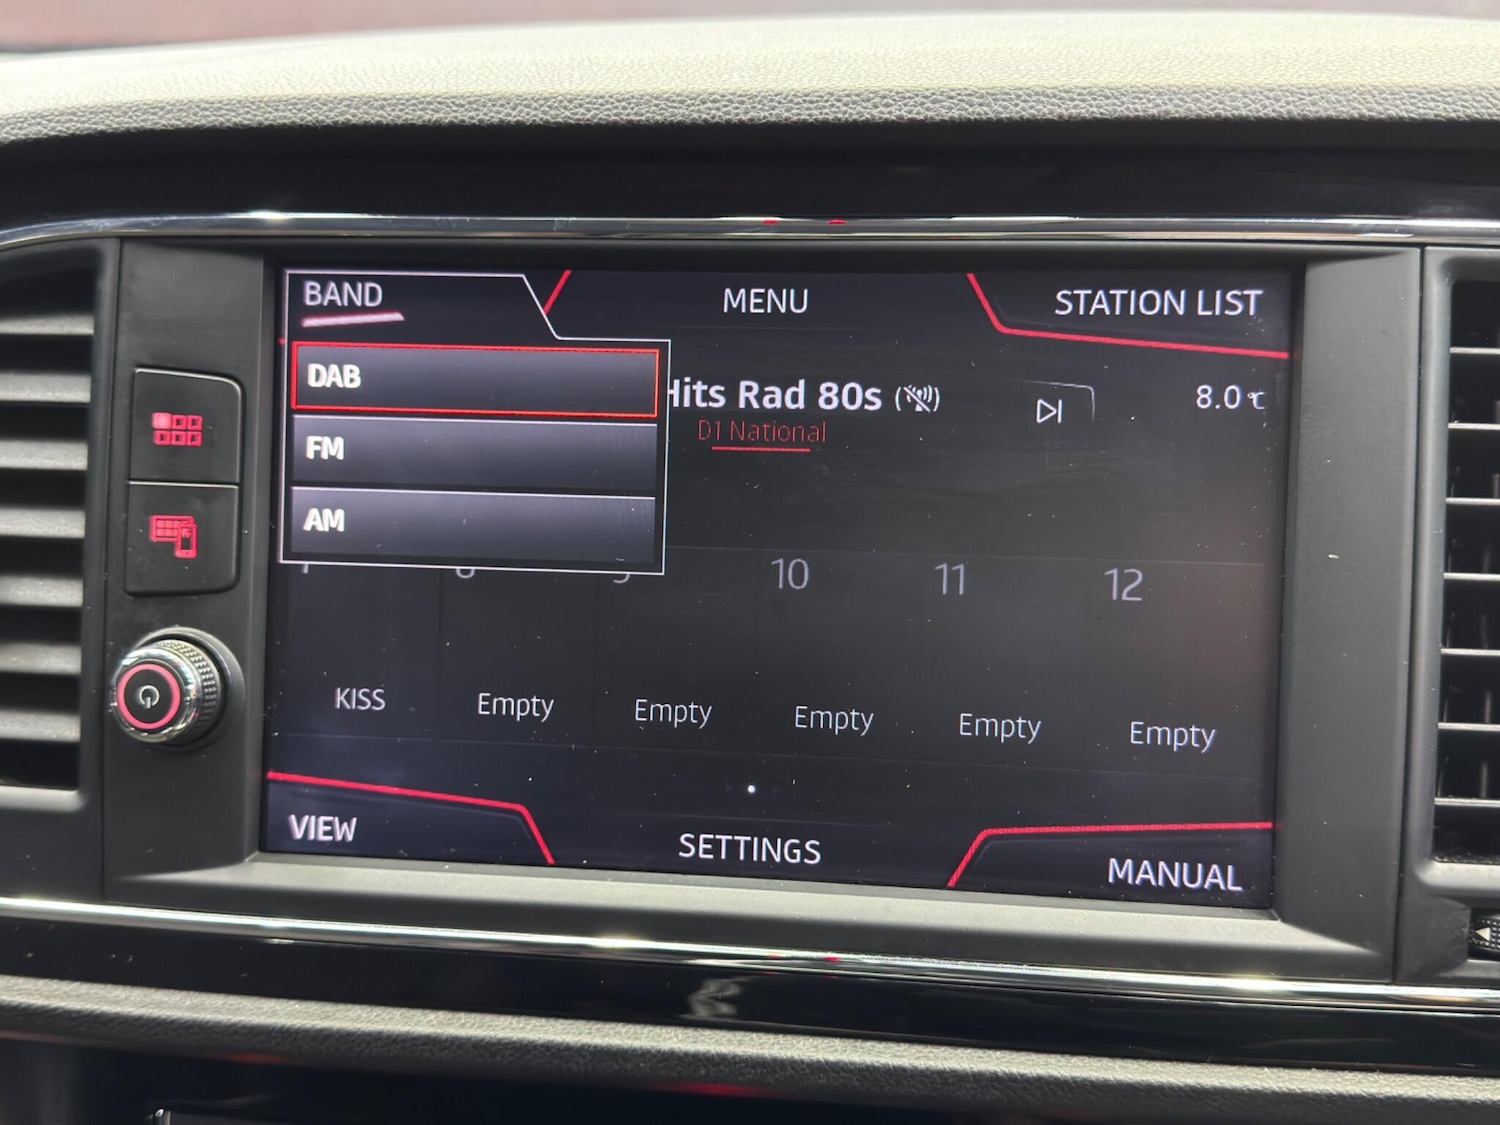 BAND
MENU
STATION LIST
DAB
FM
AM
Hits Rad 80s
D1 National
8.0 °C
10
11
12
KISS
Empty
Empty
Empty
Empty
Empty
VIEW
SETTINGS
MANUAL